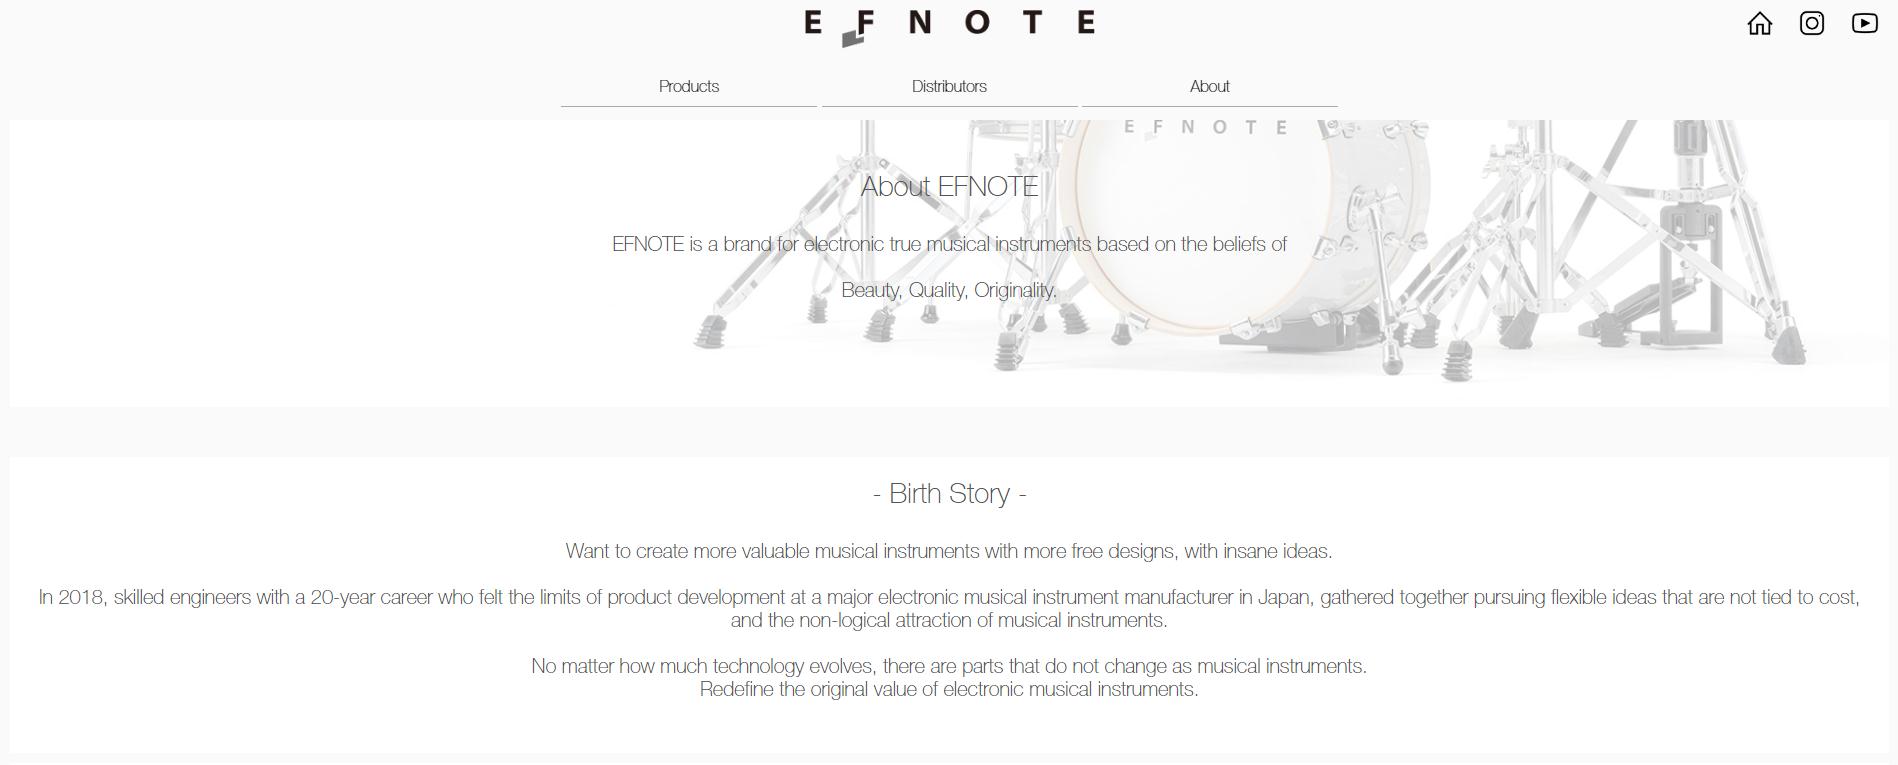 EFNOTE
Products
Distributors
About
EFNOTE
About EFNOTE
EFNOTE is a brand for electronic true musical instruments based on the beliefs of
Beauty, Quality, Originality.
- Birth Story -
Want to create more valuable musical instruments with more free designs, with insane ideas.
In 2018, skilled engineers with a 20-year career who felt the limits of product development at a major electronic musical instrument manufacturer in Japan, gathered together pursuing flexible ideas that are not tied to cost,
and the non-logical attraction of musical instruments.
No matter how much technology evolves, there are parts that do not change as musical instruments.
Redefine the original value of electronic musical instruments.